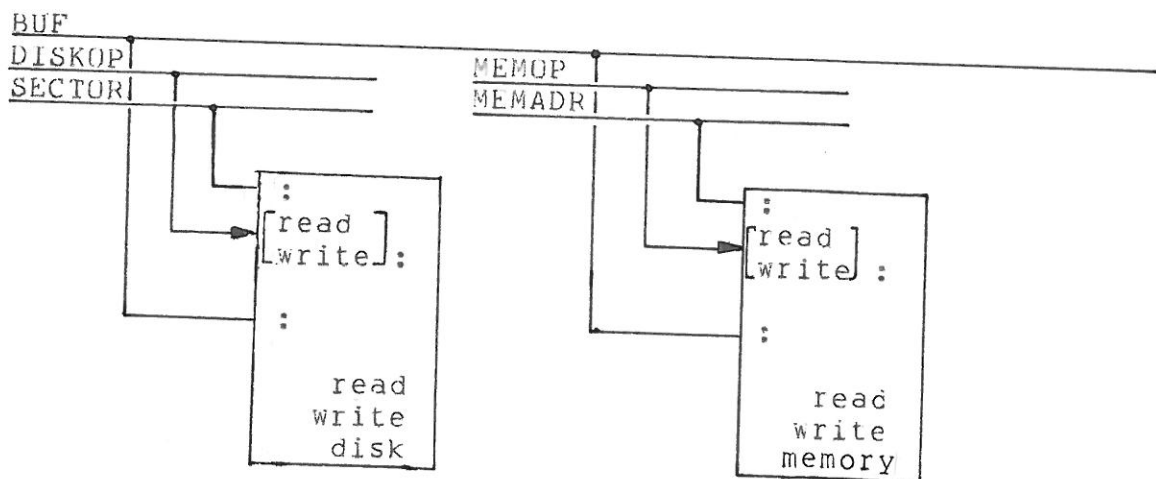 BUF
DISKOP
SECTOR
MEMOP
MEMADR
:
[read
write]:
:
read
write
disk
:
[read
write]:
:
read
write
memory